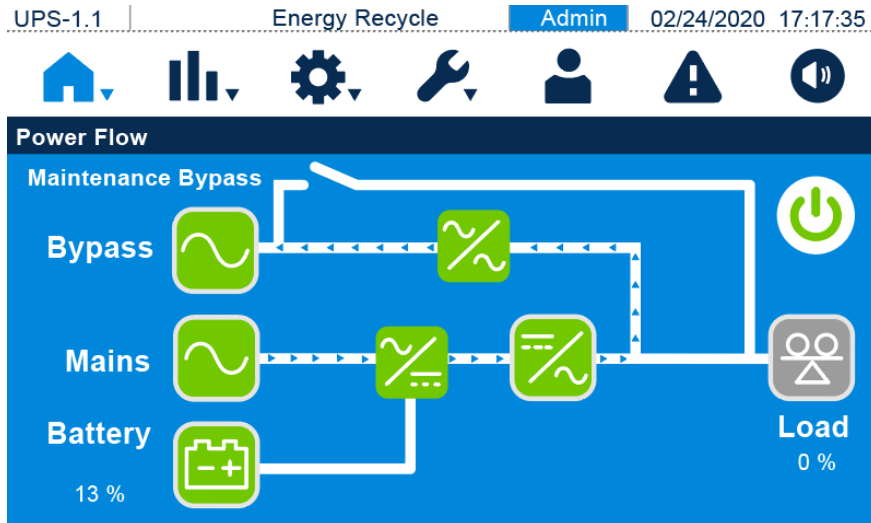 UPS-1.1 Energy Recycle Admin 02/24/2020 17:17:35
Power Flow
Maintenance Bypass
Bypass
Mains
Battery
13 %
Load
0 %